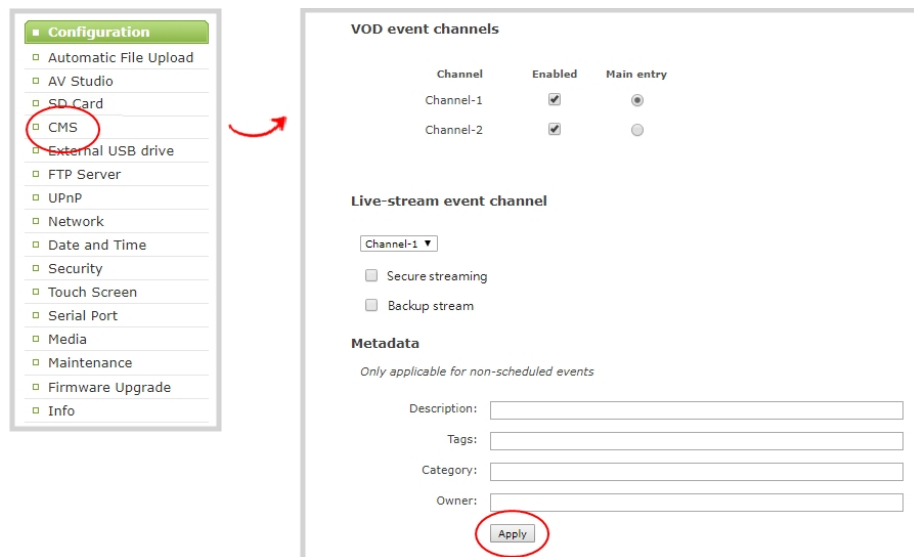 Configuration
Automatic File Upload
AV Studio
SD Card
CMS
External USB drive
FTP Server
UPnP
Network
Date and Time
Security
Touch Screen
Serial Port
Media
Maintenance
Firmware Upgrade
Info
VOD event channels
Channel Enabled Main entry
Channel-1
Channel-2
Live-stream event channel
Channel-1
Secure streaming
Backup stream
Metadata
Only applicable for non-scheduled events
Description:
Tags:
Category:
Owner:
Apply